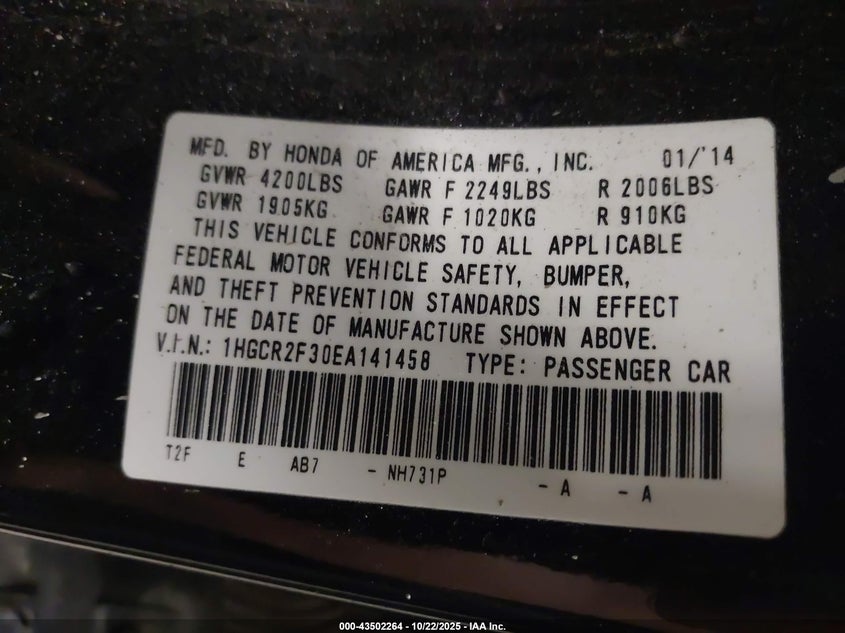 MFD. BY HONDA OF AMERICA MFG., INC. 01/'14
GVWR 4200LBS GAWR F 2249LBS R 2006LBS
GVWR 1905KG GAWR F 1020KG R 910KG
THIS VEHICLE CONFORMS TO ALL APPLICABLE
FEDERAL MOTOR VEHICLE SAFETY, BUMPER,
AND THEFT PREVENTION STANDARDS IN EFFECT
ON THE DATE OF MANUFACTURE SHOWN ABOVE.
V.I.N.: 1HGCR2F30EA141458 TYPE: PASSENGER CAR
T2F E AB7 - NH731P - A - A
000-43502264 - 10/22/2025 - IAA Inc.